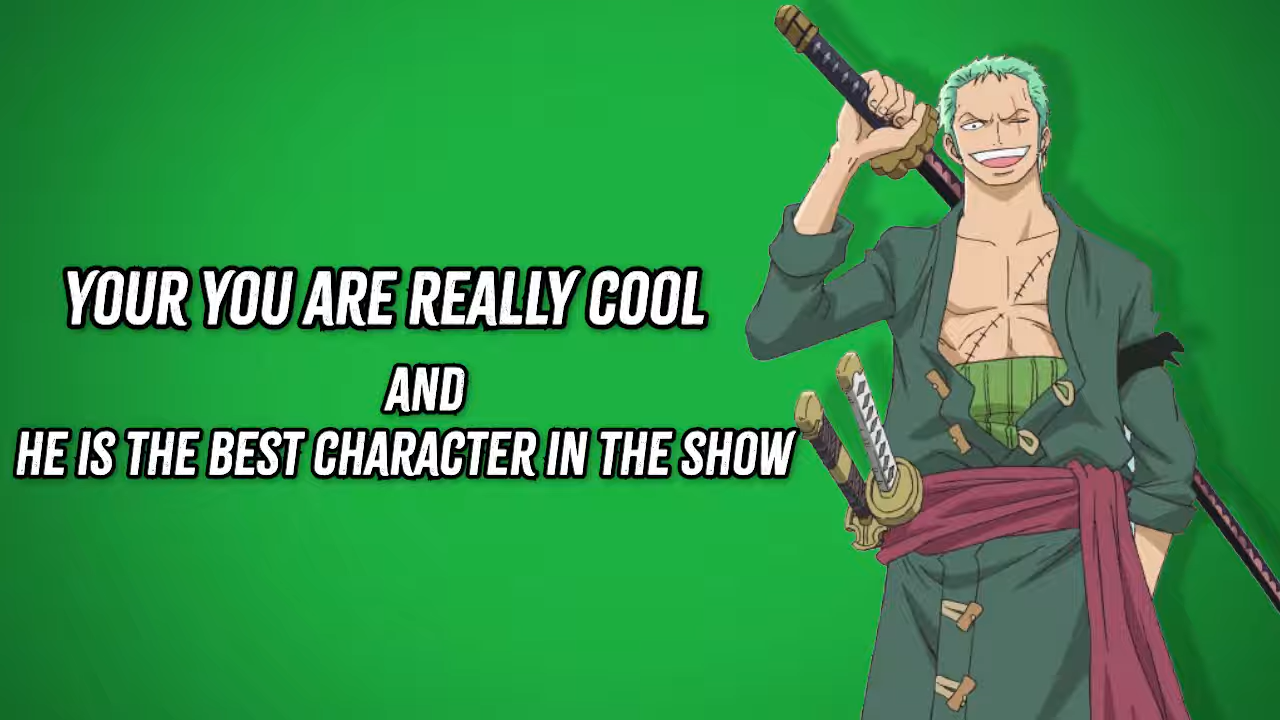 YOUR YOU ARE REALLY COOL
AND
HE IS THE BEST CHARACTER IN THE SHOW